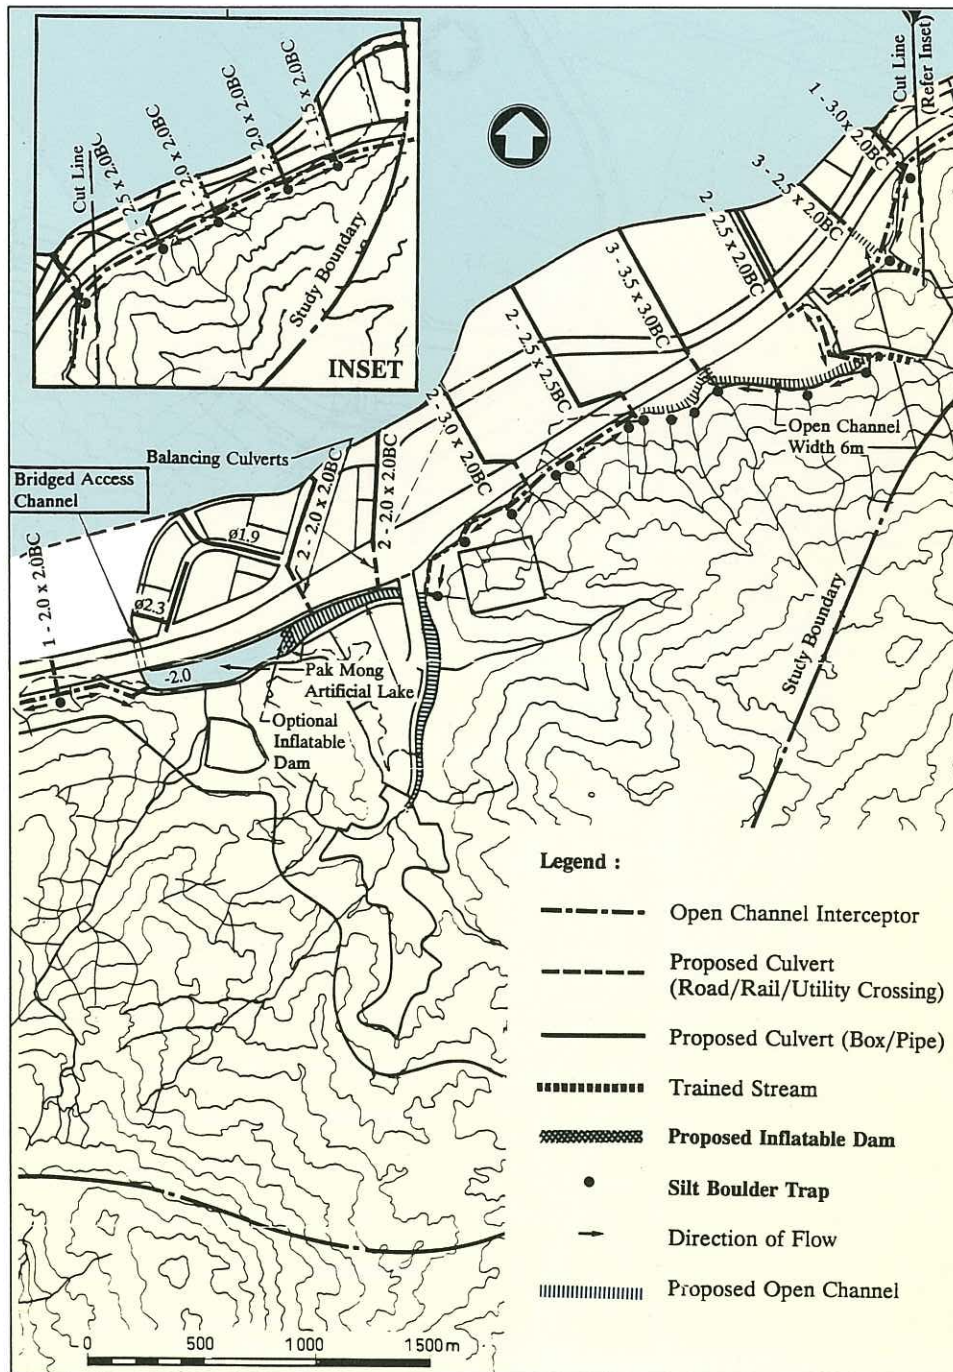 Cut Line
2 - 2.5 x 2.0BC
2 - 2.0 x 2.0BC
1 - 1.5 x 2.0BC
Study Boundary
INSET
Cut Line
(Refer Inset)
1 - 3.0 x 2.0BC
3 - 2.5 x 2.0BC
2 - 2.5 x 2.0BC
3 - 3.5 x 3.0BC
2 - 2.5 x 2.5BC
2 - 3.0 x 2.0BC
Open Channel
Width 6m
Balancing Culverts
2 - 2.0 x 2.0BC
2 - 2.0 x 2.0BC
Bridged Access
Channel
1 - 2.0 x 2.0BC
ø1.9
ø2.3
-2.0
Pak Mong
Artificial Lake
Optional
Inflatable
Dam
Study Boundary
Legend :
Open Channel Interceptor
Proposed Culvert
(Road/Rail/Utility Crossing)
Proposed Culvert (Box/Pipe)
Trained Stream
Proposed Inflatable Dam
Silt Boulder Trap
Direction of Flow
Proposed Open Channel
0 500 1000 1500m